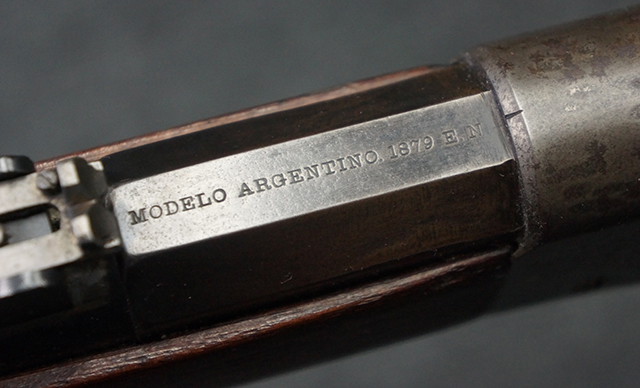 MODELO ARGENTINO. 1879 E. N